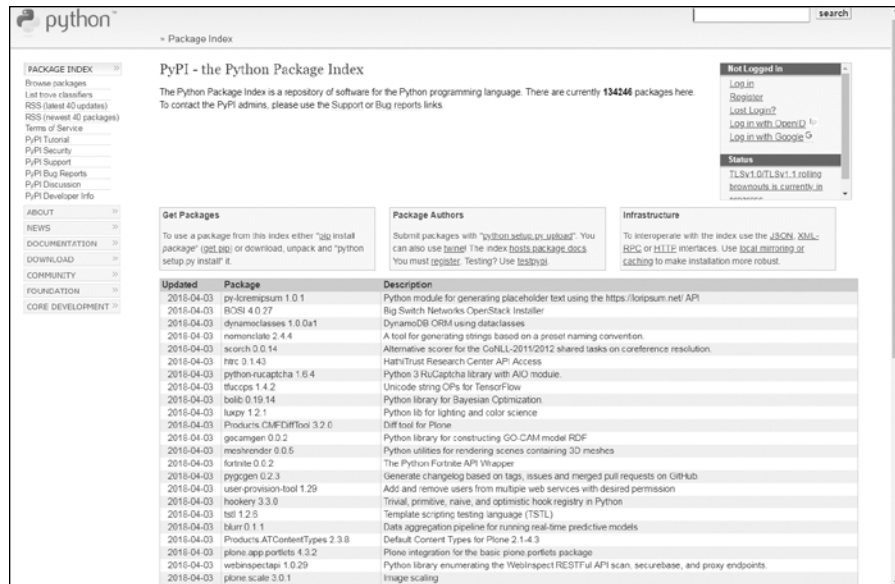 python™
search
» Package Index
PACKAGE INDEX »
Browse packages
List trove classifiers
RSS (latest 40 updates)
RSS (newest 40 packages)
Terms of Service
PyPI Tutorial
PyPI Security
PyPI Support
PyPI Bug Reports
PyPI Discussion
PyPI Developer Info
ABOUT »
NEWS »
DOCUMENTATION »
DOWNLOAD »
COMMUNITY »
FOUNDATION »
CORE DEVELOPMENT »
PyPI - the Python Package Index
The Python Package Index is a repository of software for the Python programming language. There are currently 134246 packages here.
To contact the PyPI admins, please use the Support or Bug reports links.
Not Logged In
Log in
Register
Lost Login?
Log in with OpenID
Log in with Google G
Status
TLSv1.0/TLSv1.1 rolling
brownouts is currently in
Get Packages
To use a package from this index either "pip install
package" (get pip) or download, unpack and "python
setup.py install" it.
Package Authors
Submit packages with "python setup.py upload". You
can also use twine! The index hosts package docs.
You must register. Testing? Use testpypi.
Infrastructure
To interoperate with the index use the JSON, XML-
RPC or HTTP interfaces. Use local mirroring or
caching to make installation more robust.
Updated Package Description
2018-04-03 py-loremipsum 1.0.1 Python module for generating placeholder text using the https://loripsum.net/ API
2018-04-03 BOSI 4.0.27 Big Switch Networks OpenStack Installer
2018-04-03 dynamoclasses 1.0.0a1 DynamoDB ORM using dataclasses
2018-04-03 nomenclate 2.4.4 A tool for generating strings based on a preset naming convention.
2018-04-03 scorch 0.0.14 Alternative scorer for the CoNLL-2011/2012 shared tasks on coreference resolution.
2018-04-03 htrc 0.1.43 HathiTrust Research Center API Access
2018-04-03 python-rucaptcha 1.6.4 Python 3 RuCaptcha library with AIO module.
2018-04-03 tfuccps 1.4.2 Unicode string OPs for TensorFlow
2018-04-03 bolib 0.19.14 Python library for Bayesian Optimization
2018-04-03 luxpy 1.2.1 Python lib for lighting and color science
2018-04-03 Products.CMFDiffTool 3.2.0 Diff tool for Plone
2018-04-03 gocamgen 0.0.2 Python library for constructing GO-CAM model RDF
2018-04-03 meshrender 0.0.5 Python utilities for rendering scenes containing 3D meshes
2018-04-03 fortnite 0.0.2 The Python Fortnite API Wrapper
2018-04-03 pygcgen 0.2.3 Generate changelog based on tags, issues and merged pull requests on GitHub
2018-04-03 user-provision-tool 1.29 Add and remove users from multiple web services with desired permission
2018-04-03 hookery 3.3.0 Trivial, primitive, naive, and optimistic hook registry in Python
2018-04-03 tstl 1.2.6 Template scripting testing language (TSTL)
2018-04-03 blurr 0.1.1 Data aggregation pipeline for running real-time predictive models
2018-04-03 Products.ATContentTypes 2.3.8 Default Content Types for Plone 2.1-4.3
2018-04-03 plone.app.portlets 4.3.2 Plone integration for the basic plone.portlets package
2018-04-03 webinspectapi 1.0.29 Python library enumerating the WebInspect RESTFul API scan, securebase, and proxy endpoints.
2018-04-03 plone.scale 3.0.1 Image scaling